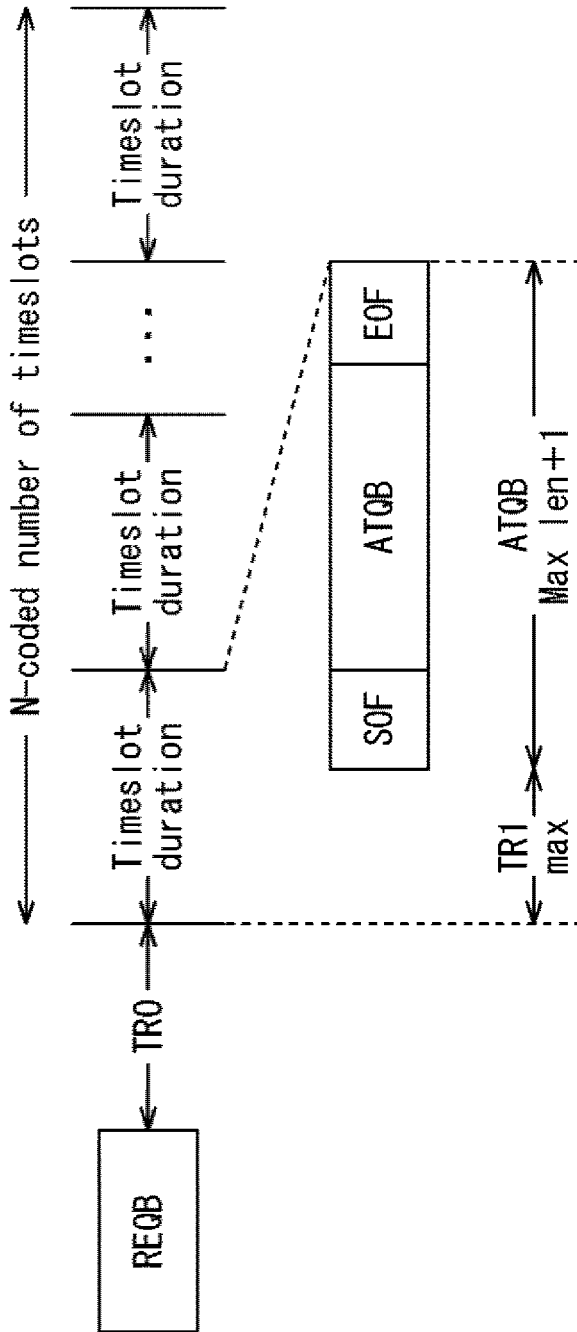 N-coded number of timeslots
REQB
TR0
Timeslot
duration
Timeslot
duration
...
Timeslot
duration
SOF
ATQB
EOF
TR1
max
ATQB
Max len+1